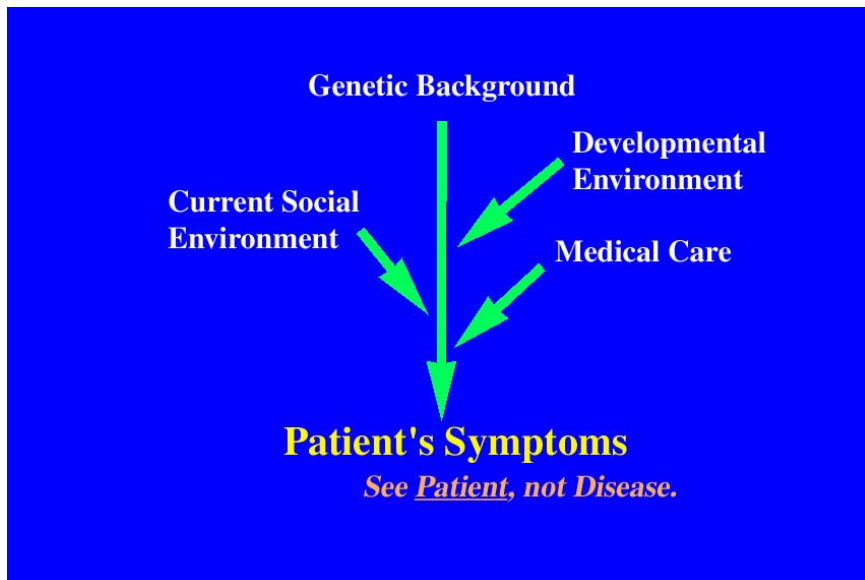 Genetic Background
Developmental
Environment
Current Social
Environment
Medical Care
Patient's Symptoms
See Patient, not Disease.